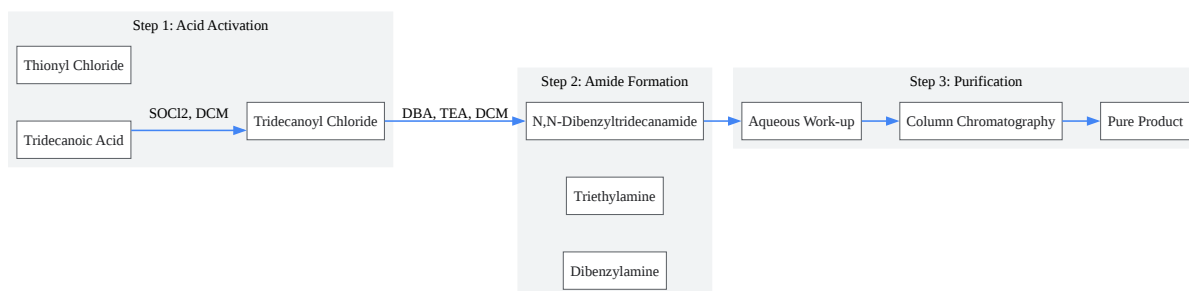 Step 1: Acid Activation
Thionyl Chloride
Tridecanoic Acid
SOCl2, DCM
Tridecanoyl Chloride
DBA, TEA, DCM
Step 2: Amide Formation
N,N-Dibenzyltridecanamide
Triethylamine
Dibenzylamine
Step 3: Purification
Aqueous Work-up
Column Chromatography
Pure Product